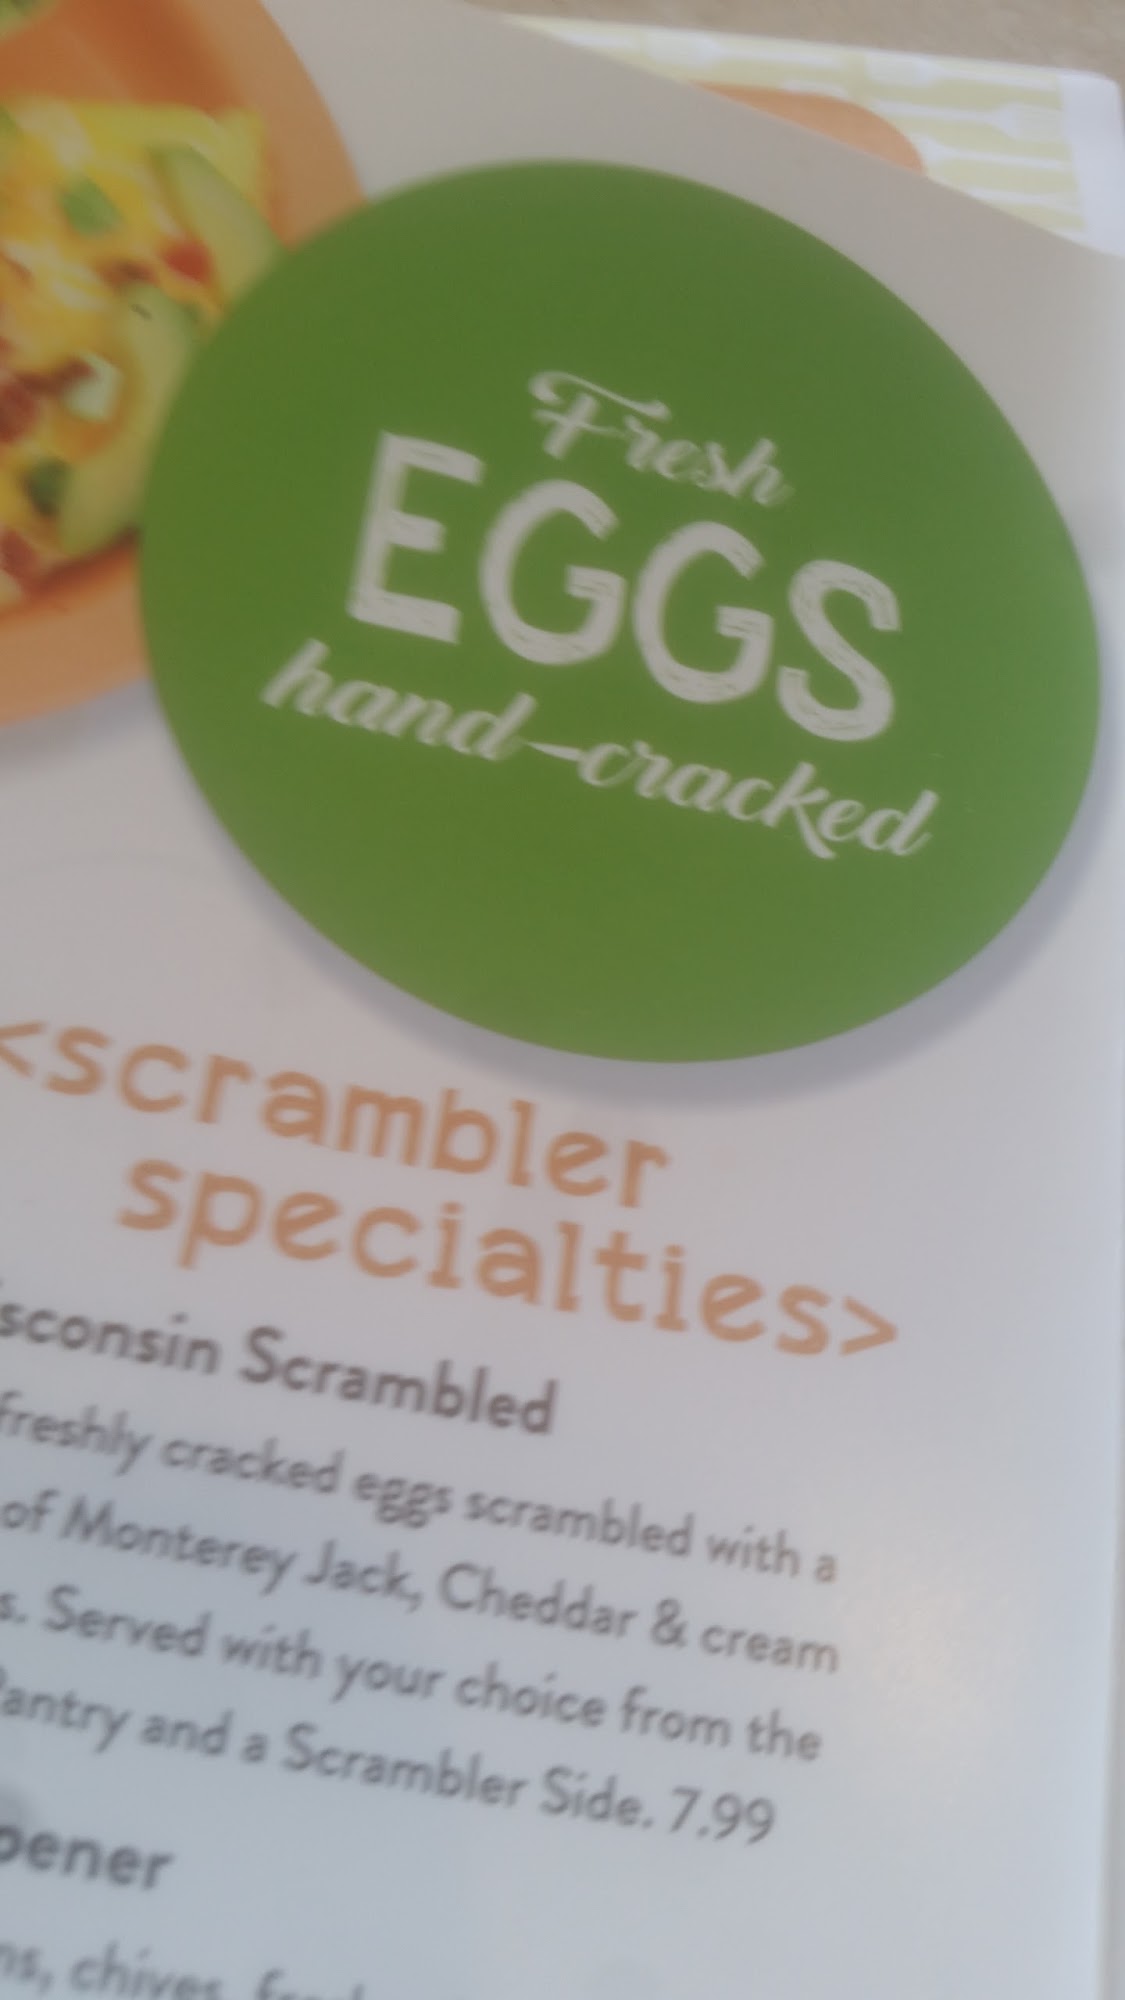 Fresh
EGGS
hand-cracked
<scrambler
specialties>
sconsin Scrambled
freshly cracked eggs scrambled with a
of Monterey Jack, Cheddar & cream
s. Served with your choice from the
Pantry and a Scrambler Side. 7.99
pener
ns, chives,